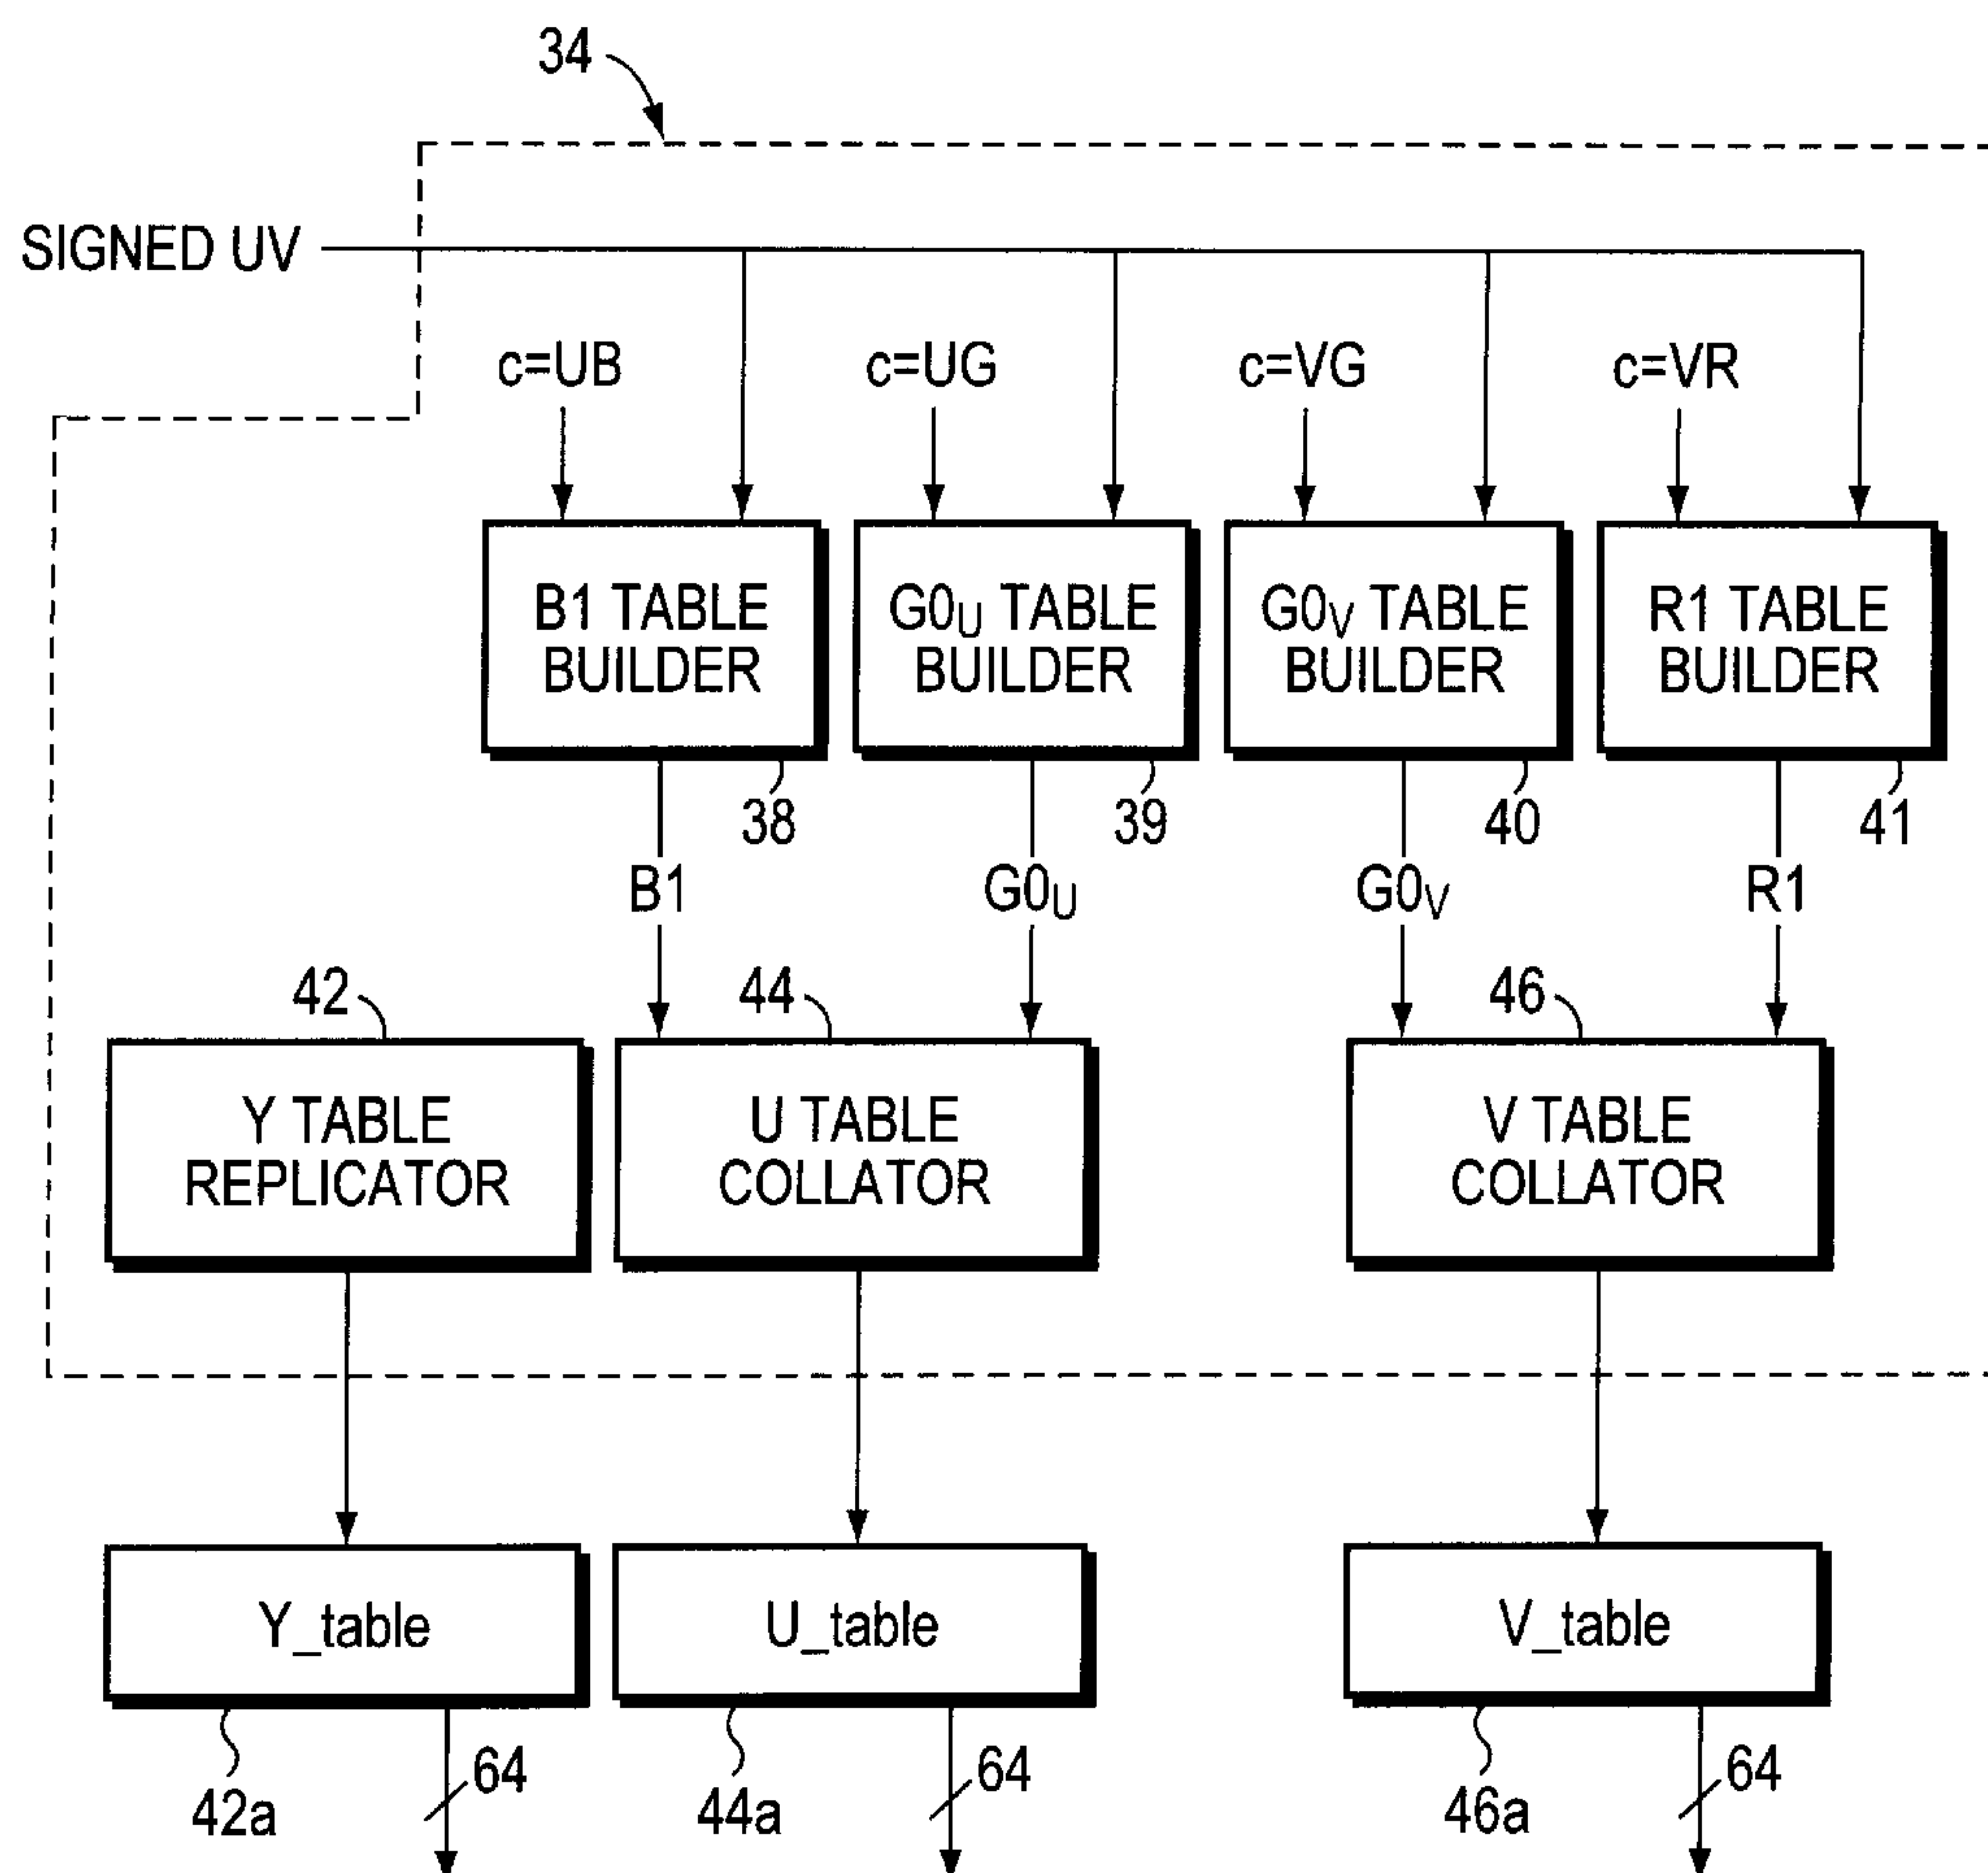 34
SIGNED UV
c=UB
c=UG
c=VG
c=VR
B1 TABLE
BUILDER
G0U TABLE
BUILDER
G0V TABLE
BUILDER
R1 TABLE
BUILDER
38
39
40
41
B1
G0U
G0V
R1
42
44
46
Y TABLE
REPLICATOR
U TABLE
COLLATOR
V TABLE
COLLATOR
Y_table
U_table
V_table
42a
64
44a
64
46a
64